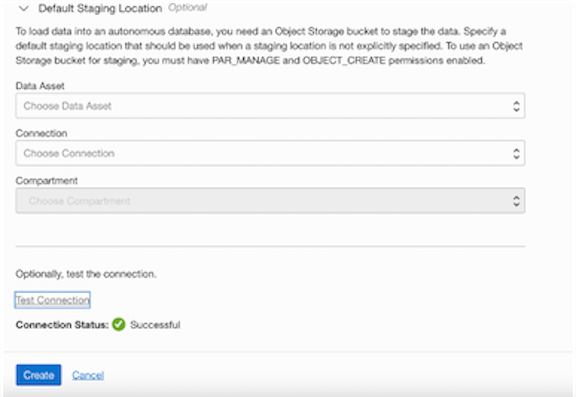 Default Staging Location Optional
To load data into an autonomous database, you need an Object Storage bucket to stage the data. Specify a
default staging location that should be used when a staging location is not explicitly specified. To use an Object
Storage bucket for staging, you must have PAR_MANAGE and OBJECT_CREATE permissions enabled.
Data Asset
Choose Data Asset
Connection
Choose Connection
Compartment
Choose Compartment
Optionally, test the connection.
Test Connection
Connection Status: Successful
Create Cancel